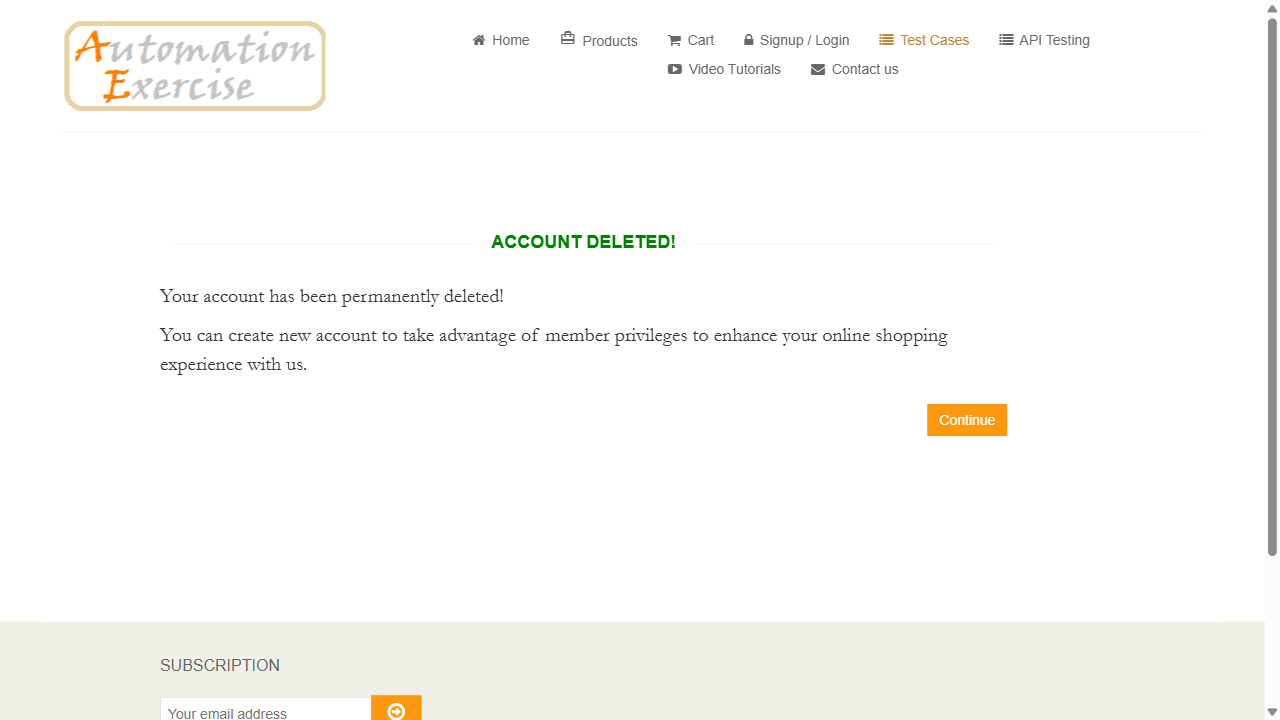 Automation
Exercise
Home
Products
Cart
Signup / Login
Test Cases
API Testing
Video Tutorials
Contact us
ACCOUNT DELETED!
Your account has been permanently deleted!
You can create new account to take advantage of member privileges to enhance your online shopping
experience with us.
Continue
SUBSCRIPTION
Your email address